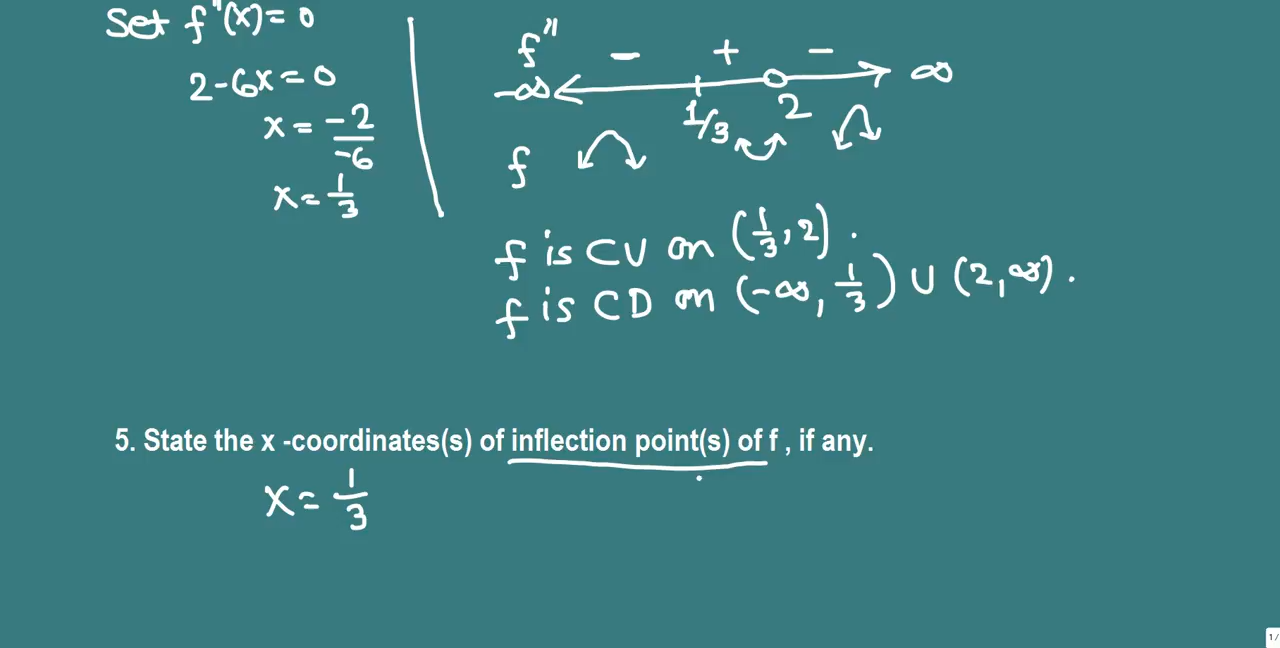 Set f"(x) = 0
2-6x=0
x = -2/-6
x = 1/3
f" - + -
-∞ 1/3 2 ∞
f
f is CU on (1/3, 2).
f is CD on (-∞, 1/3) ∪ (2, ∞).
5. State the x -coordinates(s) of inflection point(s) of f , if any.
x = 1/3
1 /